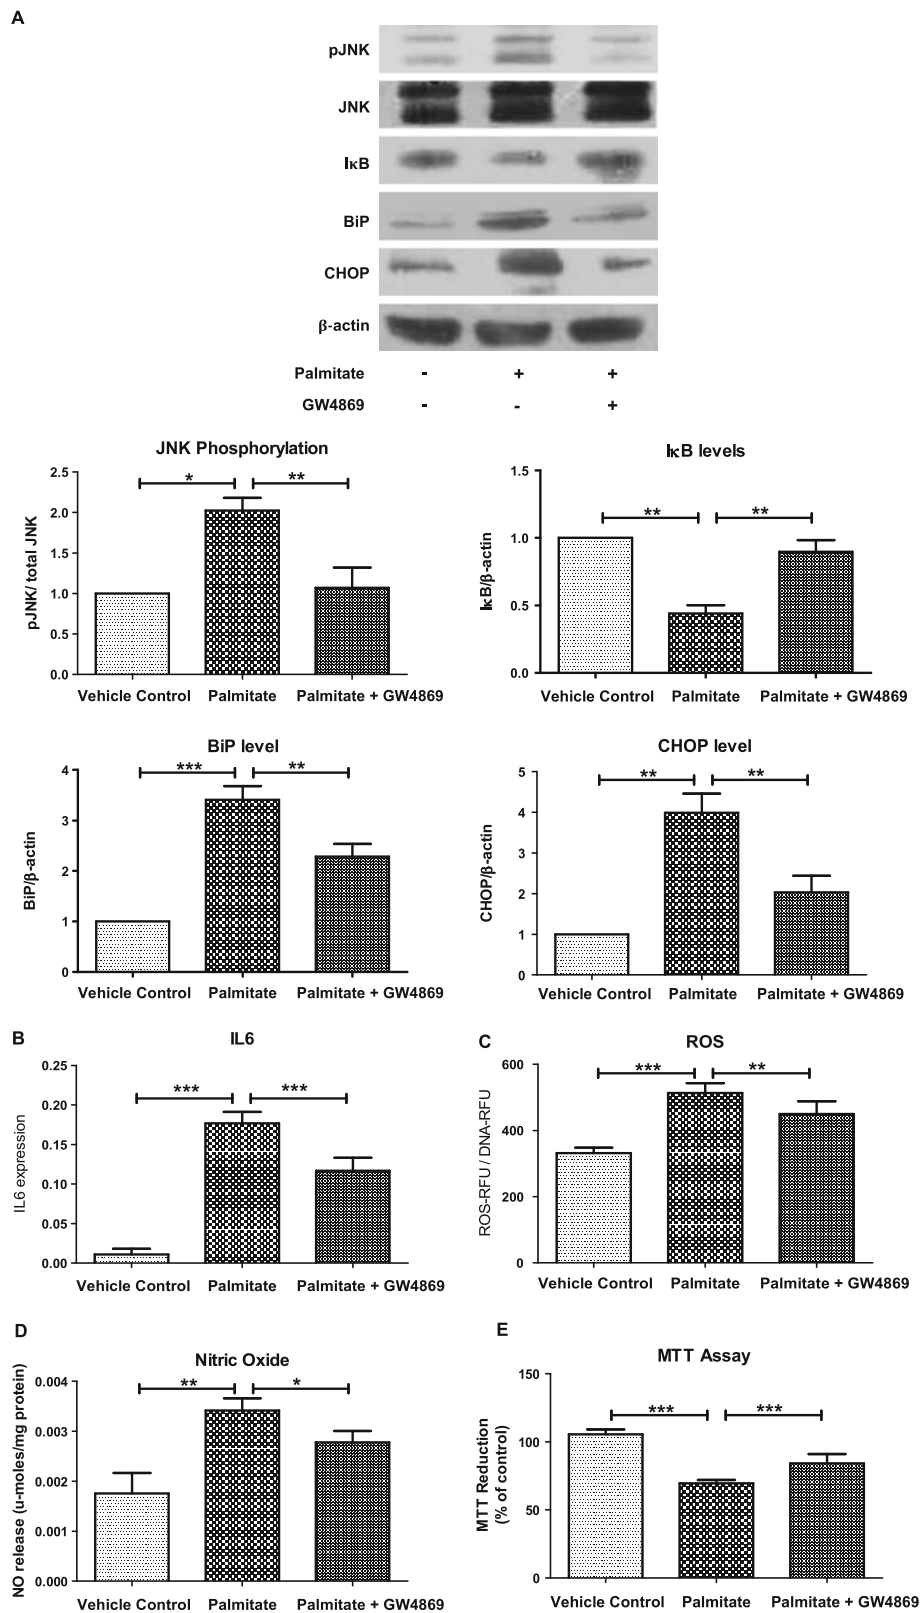 A
pJNK
JNK
IκB
BiP
CHOP
β-actin
Palmitate - + +
GW4869 - - +
JNK Phosphorylation
pJNK/ total JNK
2.5
2.0
1.5
1.0
0.5
0.0
* **
Vehicle Control Palmitate Palmitate + GW4869
IκB levels
IκB/β-actin
1.5
1.0
0.5
0.0
** **
Vehicle Control Palmitate Palmitate + GW4869
BiP level
BiP/β-actin
4
3
2
1
0
*** **
Vehicle Control Palmitate Palmitate + GW4869
CHOP level
CHOP/β-actin
5
4
3
2
1
0
** **
Vehicle Control Palmitate Palmitate + GW4869
B
IL6
IL6 expression
0.25
0.20
0.15
0.10
0.05
0.00
*** ***
Vehicle Control Palmitate Palmitate + GW4869
C
ROS
ROS-RFU / DNA-RFU
600
400
200
0
*** **
Vehicle Control Palmitate Palmitate + GW4869
D
Nitric Oxide
NO release (u-moles/mg protein)
0.004
0.003
0.002
0.001
0.000
** *
Vehicle Control Palmitate Palmitate + GW4869
E
MTT Assay
MTT Reduction
(% of control)
150
100
50
0
*** ***
Vehicle Control Palmitate Palmitate + GW4869